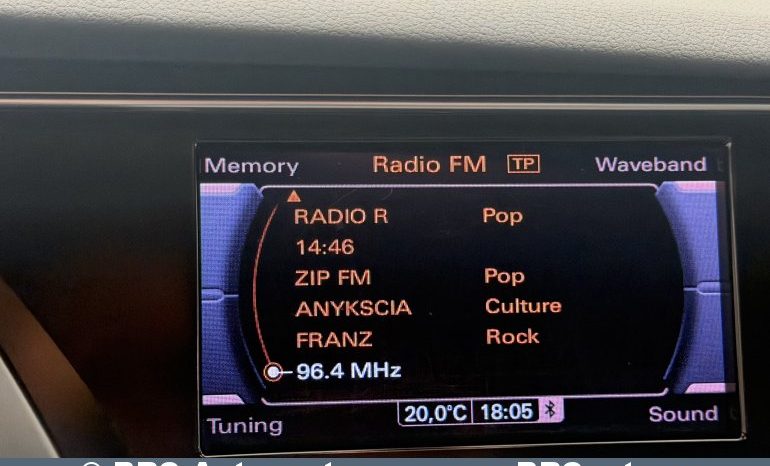 Memory Radio FM TP Waveband
RADIO R Pop
14:46
ZIP FM Pop
ANYKSCIA Culture
FRANZ Rock
96.4 MHz
20,0°C 18:05
Tuning Sound